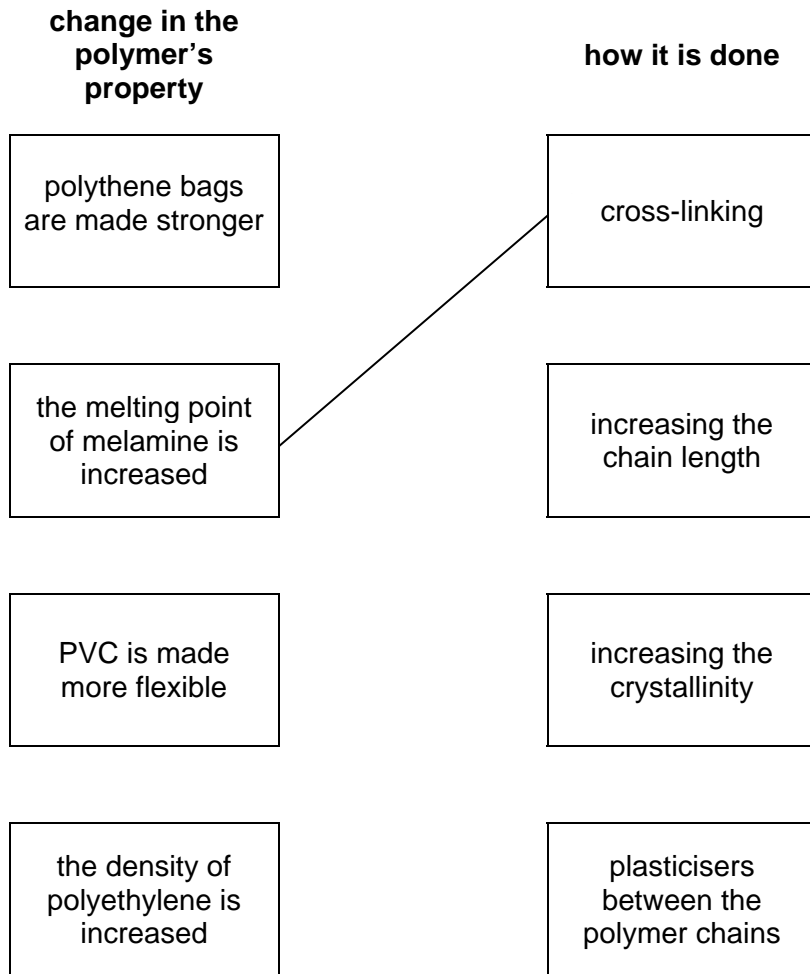 change in the
polymer’s
property
how it is done
polythene bags
are made stronger
cross-linking
the melting point
of melamine is
increased
increasing the
chain length
PVC is made
more flexible
increasing the
crystallinity
the density of
polyethylene is
increased
plasticisers
between the
polymer chains